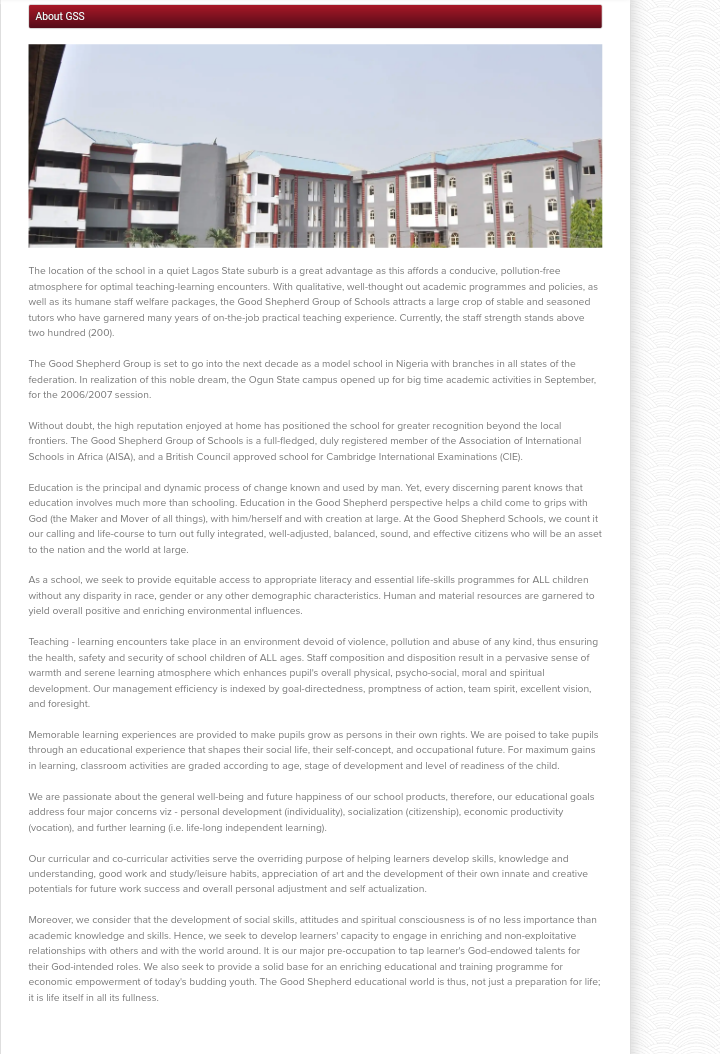 About GSS
The location of the school in a quiet Lagos State suburb is a great advantage as this affords a conducive, pollution-free
atmosphere for optimal teaching-learning encounters. With qualitative, well-thought out academic programmes and policies, as
well as its humane staff welfare packages, the Good Shepherd Group of Schools attracts a large crop of stable and seasoned
tutors who have garnered many years of on-the-job practical teaching experience. Currently, the staff strength stands above
two hundred (200).
The Good Shepherd Group is set to go into the next decade as a model school in Nigeria with branches in all states of the
federation. In realization of this noble dream, the Ogun State campus opened up for big time academic activities in September,
for the 2006/2007 session.
Without doubt, the high reputation enjoyed at home has positioned the school for greater recognition beyond the local
frontiers. The Good Shepherd Group of Schools is a full-fledged, duly registered member of the Association of International
Schools in Africa (AISA), and a British Council approved school for Cambridge International Examinations (CIE).
Education is the principal and dynamic process of change known and used by man. Yet, every discerning parent knows that
education involves much more than schooling. Education in the Good Shepherd perspective helps a child come to grips with
God (the Maker and Mover of all things), with him/herself and with creation at large. At the Good Shepherd Schools, we count it
our calling and life-course to turn out fully integrated, well-adjusted, balanced, sound, and effective citizens who will be an asset
to the nation and the world at large.
As a school, we seek to provide equitable access to appropriate literacy and essential life-skills programmes for ALL children
without any disparity in race, gender or any other demographic characteristics. Human and material resources are garnered to
yield overall positive and enriching environmental influences.
Teaching - learning encounters take place in an environment devoid of violence, pollution and abuse of any kind, thus ensuring
the health, safety and security of school children of ALL ages. Staff composition and disposition result in a pervasive sense of
warmth and serene learning atmosphere which enhances pupil's overall physical, psycho-social, moral and spiritual
development. Our management efficiency is indexed by goal-directedness, promptness of action, team spirit, excellent vision,
and foresight.
Memorable learning experiences are provided to make pupils grow as persons in their own rights. We are poised to take pupils
through an educational experience that shapes their social life, their self-concept, and occupational future. For maximum gains
in learning, classroom activities are graded according to age, stage of development and level of readiness of the child.
We are passionate about the general well-being and future happiness of our school products, therefore, our educational goals
address four major concerns viz - personal development (individuality), socialization (citizenship), economic productivity
(vocation), and further learning (i.e. life-long independent learning).
Our curricular and co-curricular activities serve the overriding purpose of helping learners develop skills, knowledge and
understanding, good work and study/leisure habits, appreciation of art and the development of their own innate and creative
potentials for future work success and overall personal adjustment and self actualization.
Moreover, we consider that the development of social skills, attitudes and spiritual consciousness is of no less importance than
academic knowledge and skills. Hence, we seek to develop learners' capacity to engage in enriching and non-exploitative
relationships with others and with the world around. It is our major pre-occupation to tap learner's God-endowed talents for
their God-intended roles. We also seek to provide a solid base for an enriching educational and training programme for
economic empowerment of today's budding youth. The Good Shepherd educational world is thus, not just a preparation for life;
it is life itself in all its fullness.